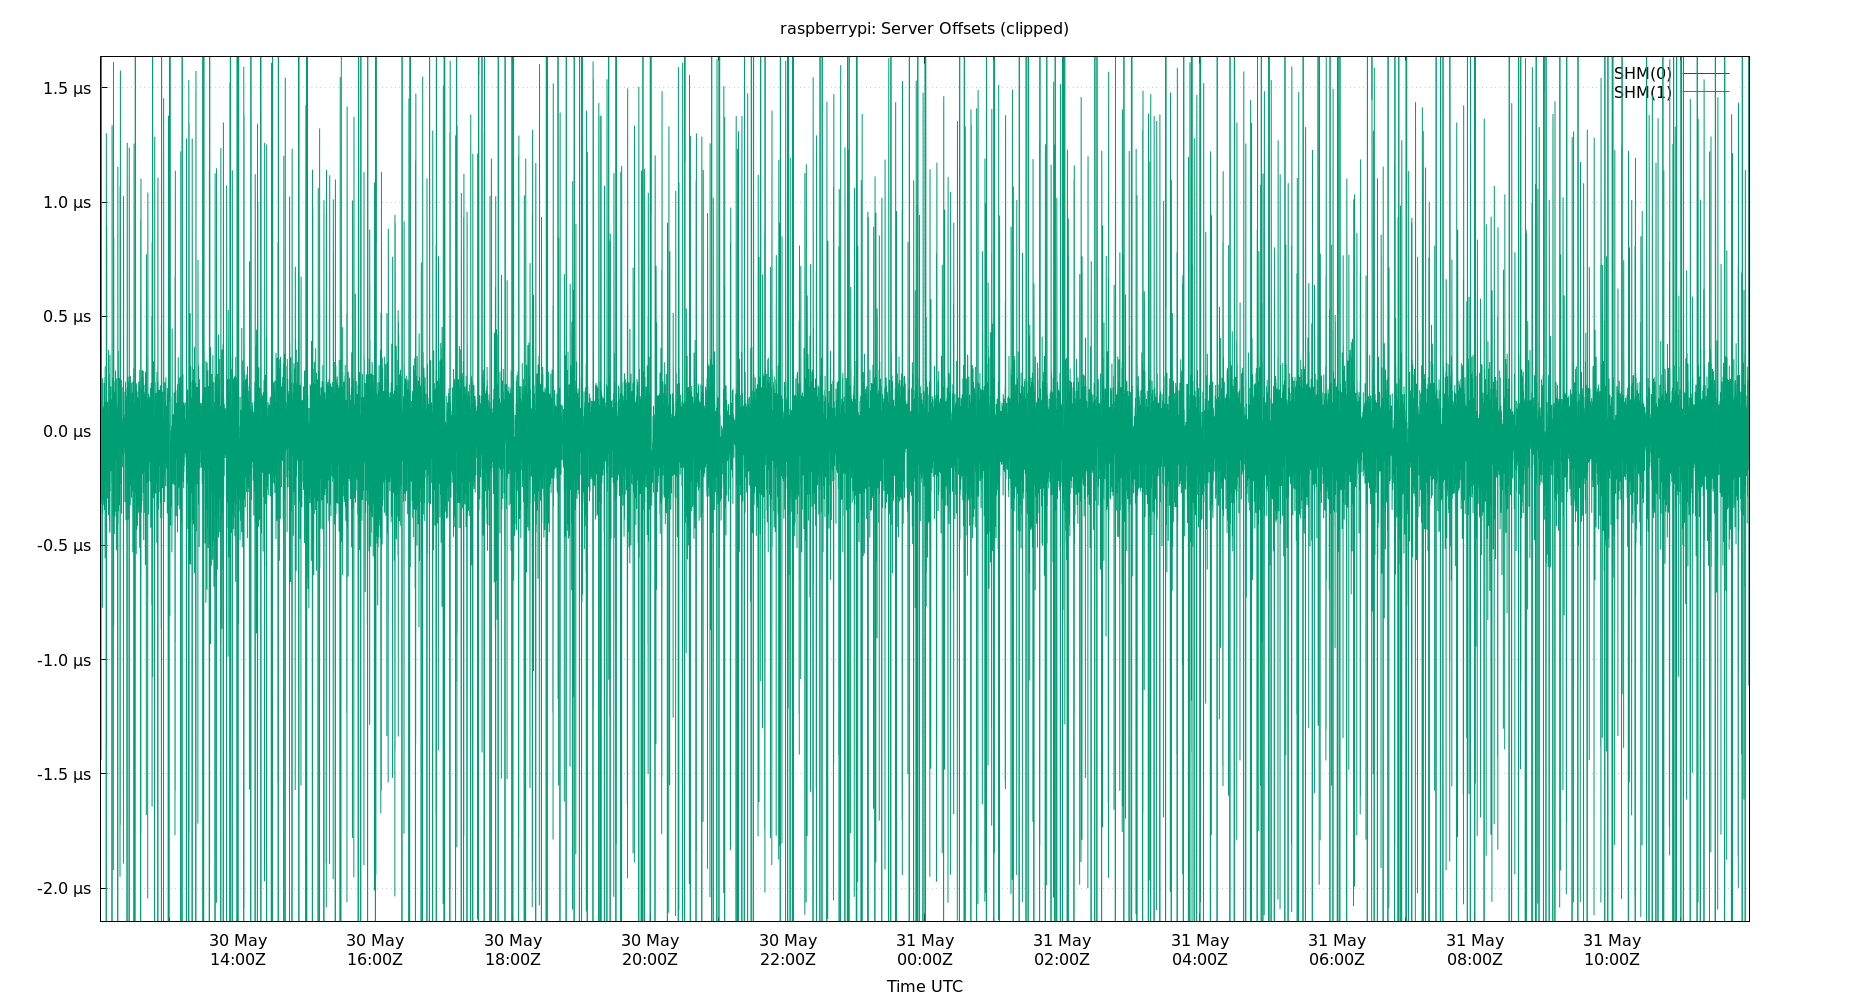 raspberrypi: Server Offsets (clipped)
SHM(0)
SHM(1)
1.5 µs
1.0 µs
0.5 µs
0.0 µs
-0.5 µs
-1.0 µs
-1.5 µs
-2.0 µs
30 May 30 May 30 May 30 May 30 May 31 May 31 May 31 May 31 May 31 May 31 May
14:00Z 16:00Z 18:00Z 20:00Z 22:00Z 00:00Z 02:00Z 04:00Z 06:00Z 08:00Z 10:00Z
Time UTC